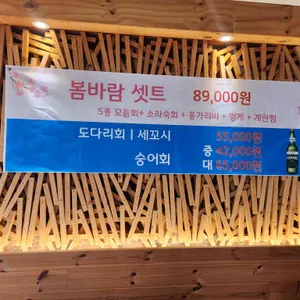 봄바람 셋트 89,000원
5종 모듬회 + 소라숙회 + 홍가리비 + 멍게 + 계란찜
도다리회 | 세꼬시 55,000원
숭어회 중 42,000원
대 65,000원